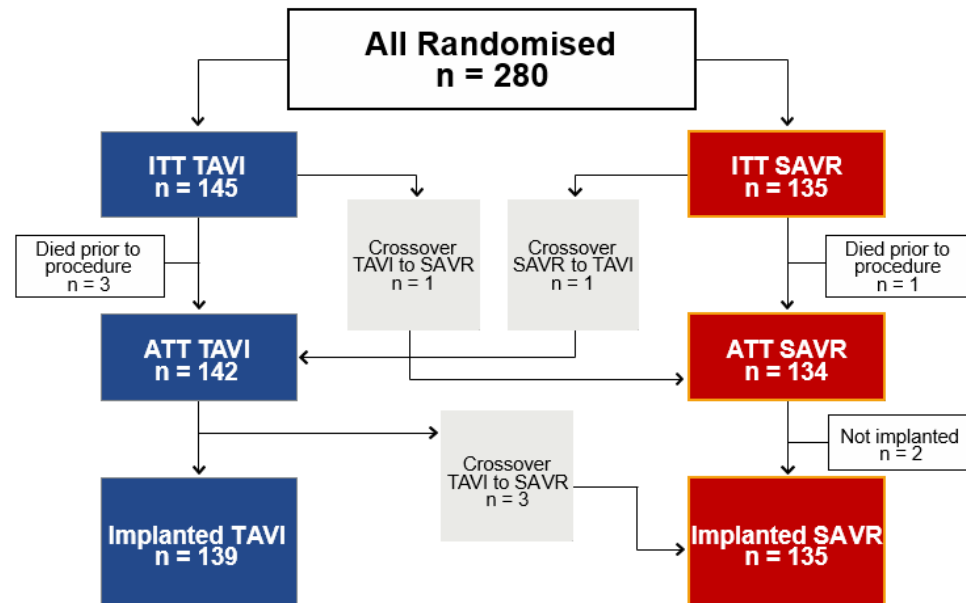 All Randomised
n = 280
ITT TAVI
n = 145
ITT SAVR
n = 135
Died prior to
procedure
n = 3
Crossover
TAVI to SAVR
n = 1
Crossover
SAVR to TAVI
n = 1
Died prior to
procedure
n = 1
ATT TAVI
n = 142
ATT SAVR
n = 134
Not implanted
n = 2
Crossover
TAVI to SAVR
n = 3
Implanted TAVI
n = 139
Implanted SAVR
n = 135